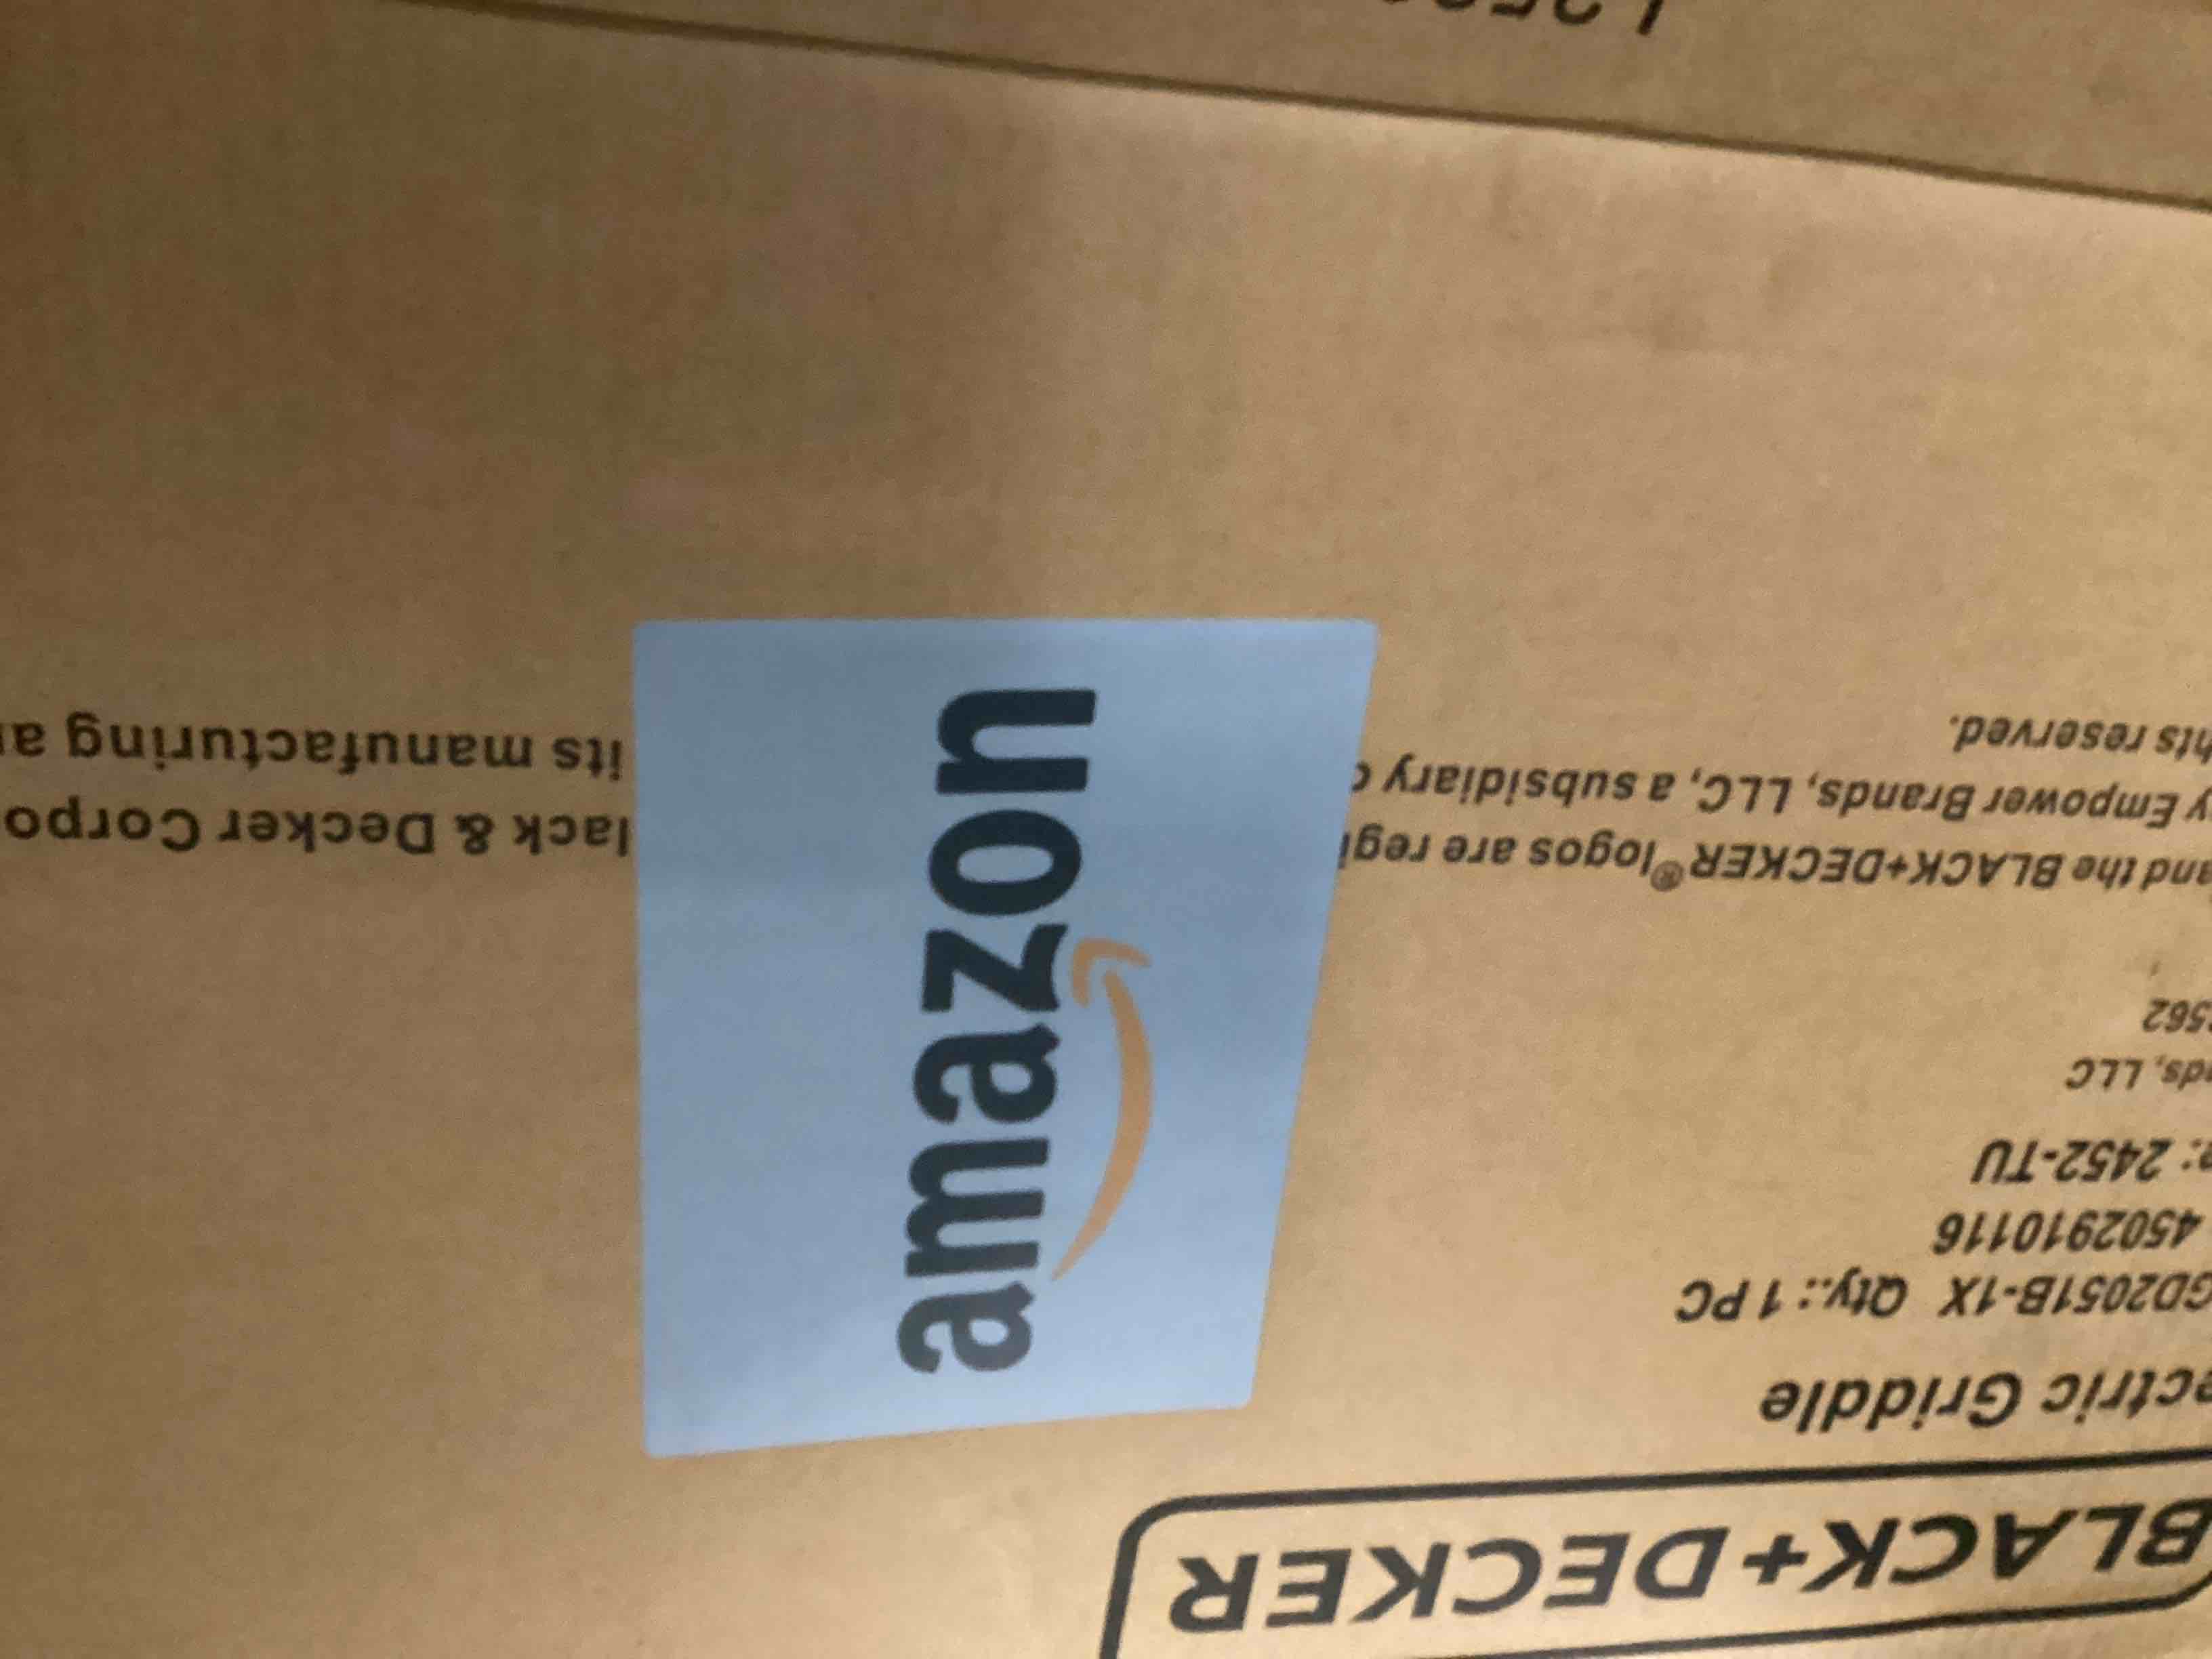 BLACK+DECKER
ctric Griddle
GD2051B-1X Qty.: 1 PC
4502910116
: 2452-TU
ds, LLC
562
and the BLACK+DECKER® logos are regi
y Empower Brands, LLC, a subsidiary
hts reserved.
lack & Decker Corpo
its manufacturing a
amazon